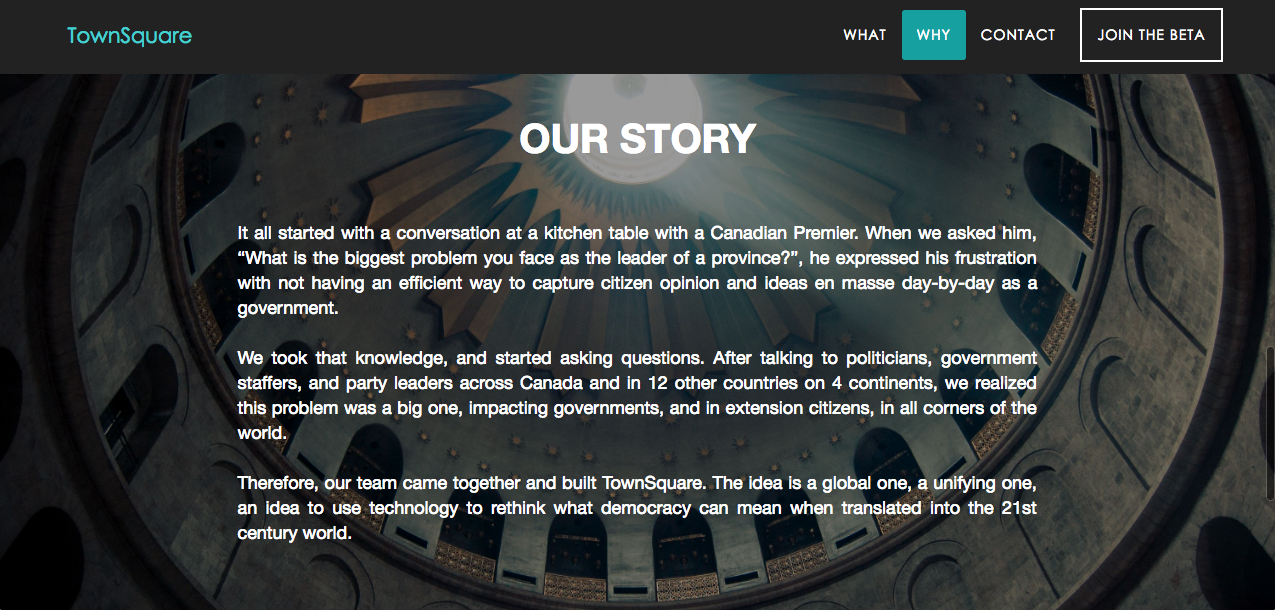 TownSquare
WHAT
WHY
CONTACT
JOIN THE BETA
OUR STORY
It all started with a conversation at a kitchen table with a Canadian Premier. When we asked him,
“What is the biggest problem you face as the leader of a province?”, he expressed his frustration
with not having an efficient way to capture citizen opinion and ideas en masse day-by-day as a
government.
We took that knowledge, and started asking questions. After talking to politicians, government
staffers, and party leaders across Canada and in 12 other countries on 4 continents, we realized
this problem was a big one, impacting governments, and in extension citizens, in all corners of the
world.
Therefore, our team came together and built TownSquare. The idea is a global one, a unifying one,
an idea to use technology to rethink what democracy can mean when translated into the 21st
century world.